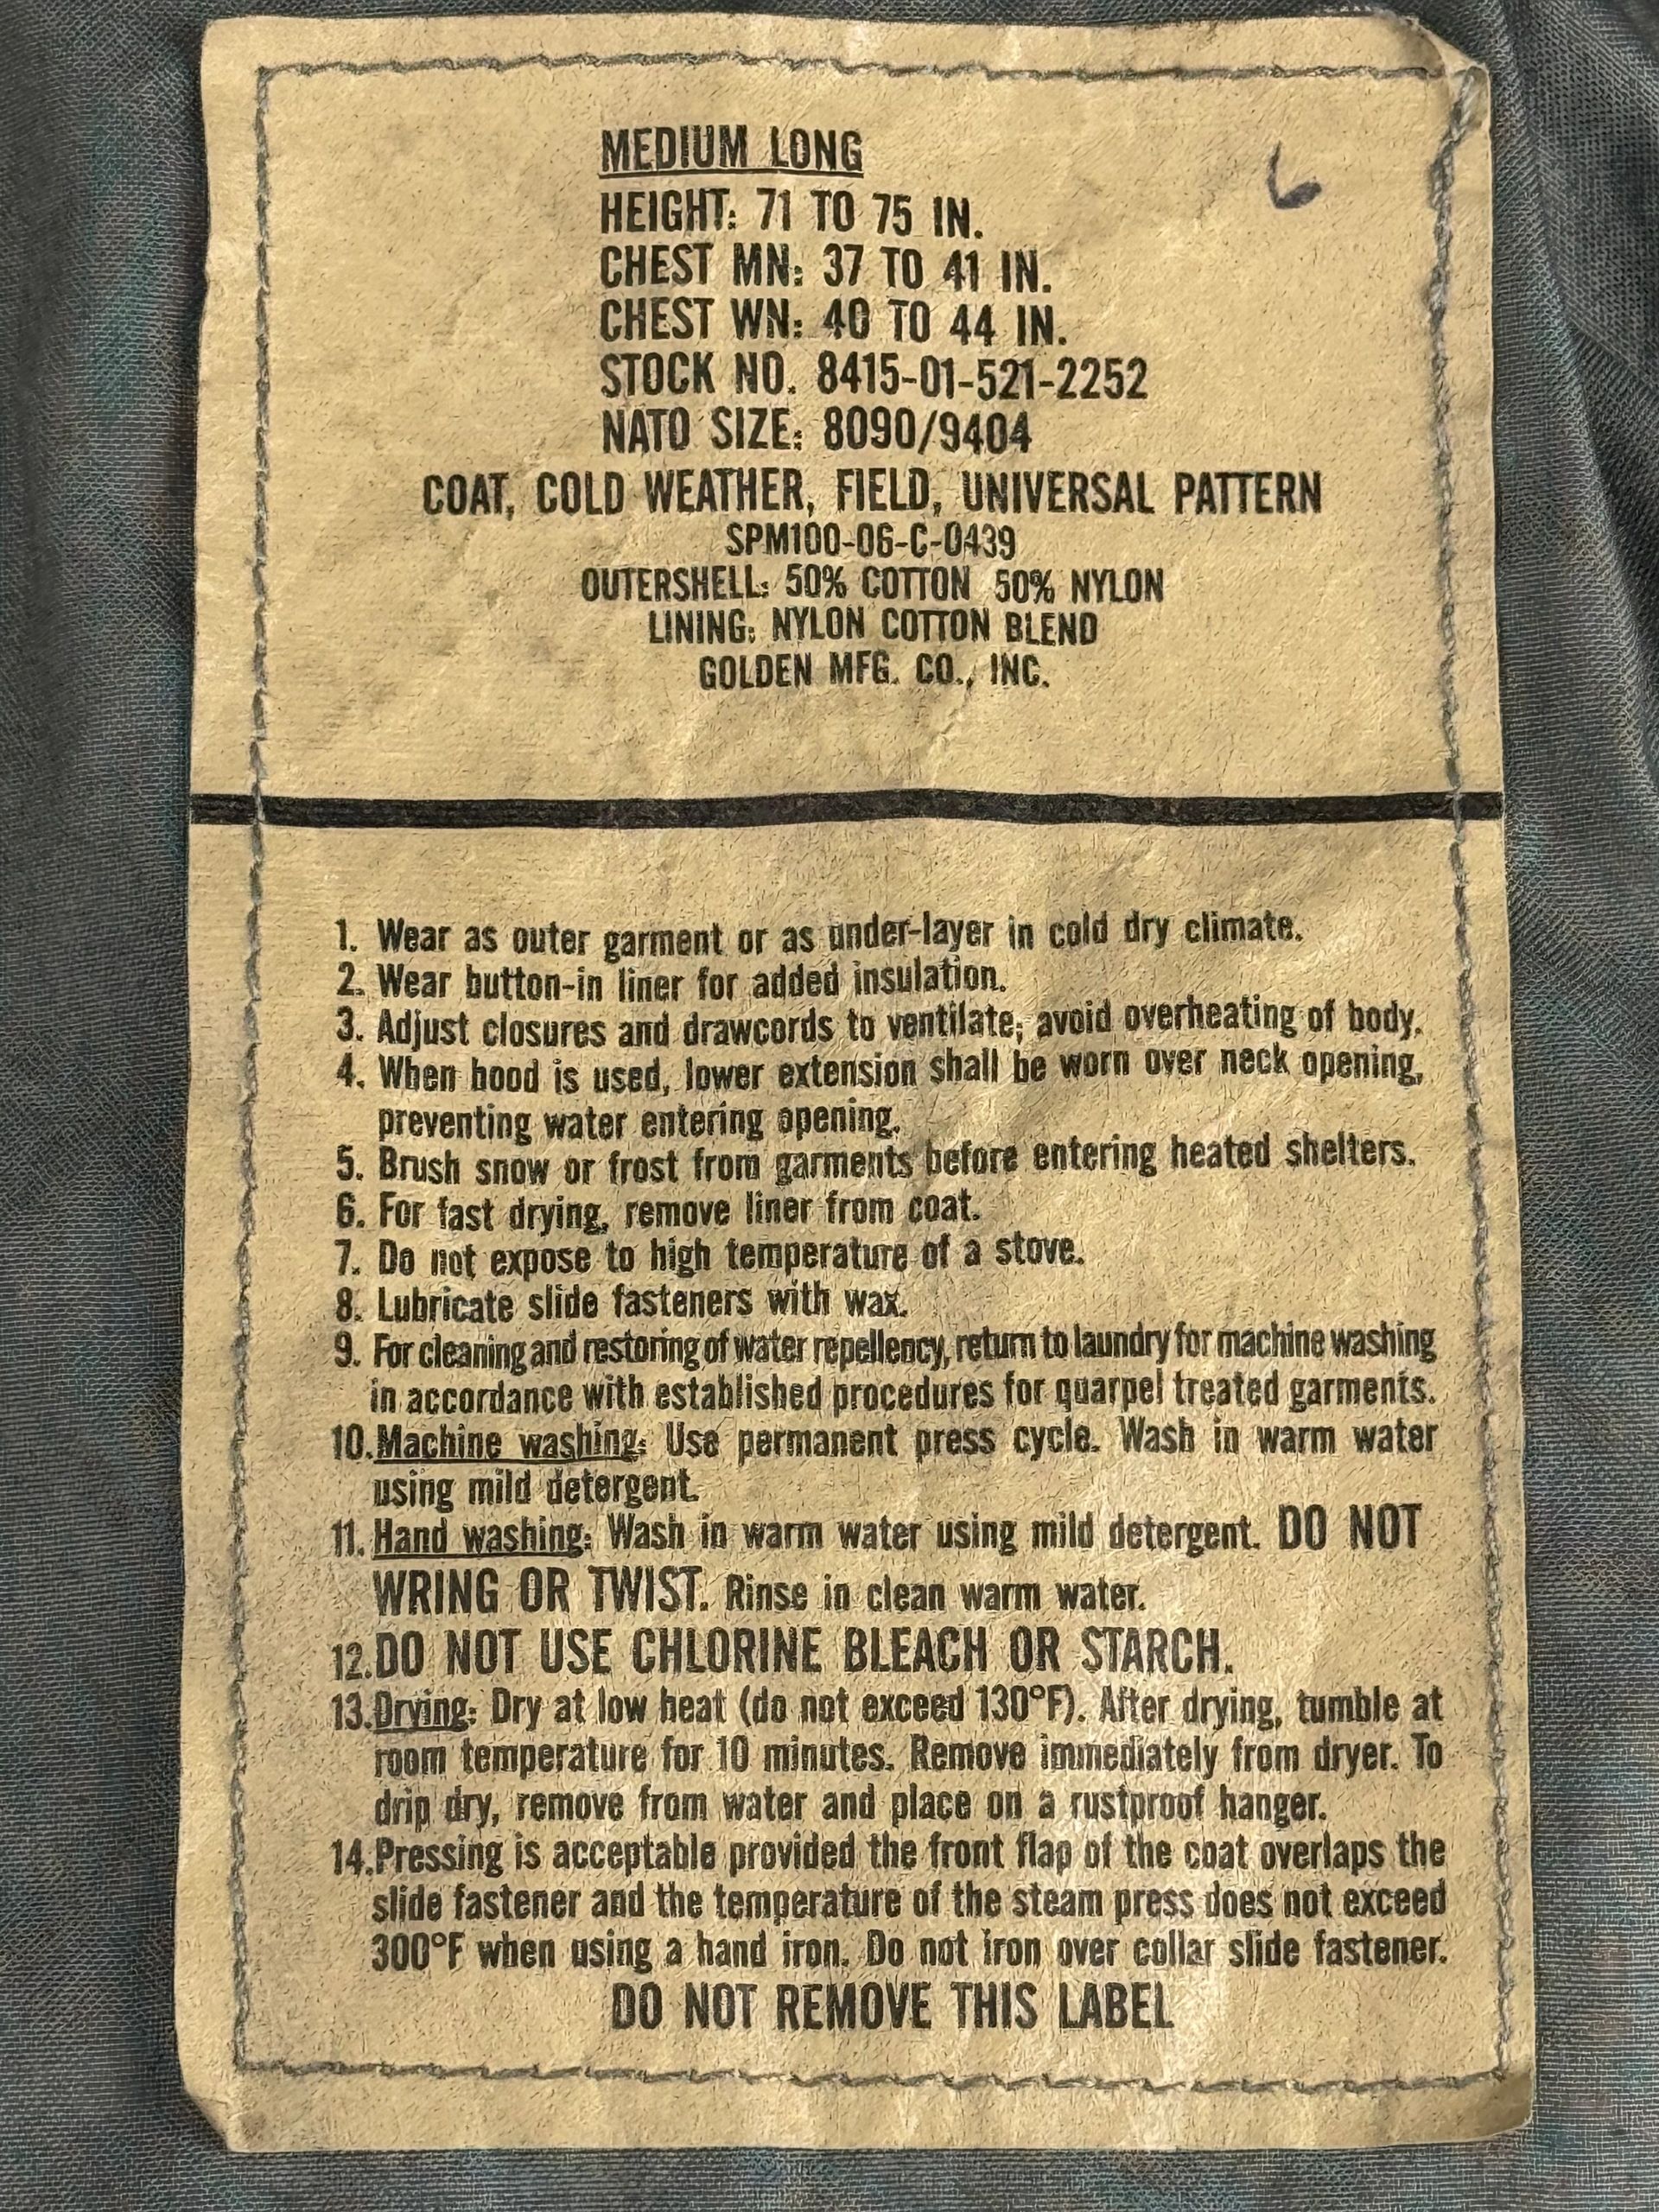 MEDIUM LONG
6
HEIGHT: 71 TO 75 IN.
CHEST MN: 37 TO 41 IN.
CHEST WN: 40 TO 44 IN.
STOCK NO. 8415-01-521-2252
NATO SIZE: 8090/9404
COAT, COLD WEATHER, FIELD, UNIVERSAL PATTERN
SPM100-06-C-0439
OUTERSHELL: 50% COTTON 50% NYLON
LINING: NYLON COTTON BLEND
GOLDEN MFG. CO., INC.
1. Wear as outer garment or as under-layer in cold dry climate.
2. Wear button-in liner for added insulation.
3. Adjust closures and drawcords to ventilate; avoid overheating of body.
4. When hood is used, lower extension shall be worn over neck opening,
preventing water entering opening.
5. Brush snow or frost from garments before entering heated shelters.
6. For fast drying, remove liner from coat.
7. Do not expose to high temperature of a stove.
8. Lubricate slide fasteners with wax.
9. For cleaning and restoring of water repellency, return to laundry for machine washing
in accordance with established procedures for quarpel treated garments.
10. Machine washing: Use permanent press cycle. Wash in warm water
using mild detergent.
11. Hand washing: Wash in warm water using mild detergent. DO NOT
WRING OR TWIST. Rinse in clean warm water.
12. DO NOT USE CHLORINE BLEACH OR STARCH.
13. Drying: Dry at low heat (do not exceed 130°F). After drying, tumble at
room temperature for 10 minutes. Remove immediately from dryer. To
drip dry, remove from water and place on a rustproof hanger.
14. Pressing is acceptable provided the front flap of the coat overlaps the
slide fastener and the temperature of the steam press does not exceed
300°F when using a hand iron. Do not iron over collar slide fastener.
DO NOT REMOVE THIS LABEL